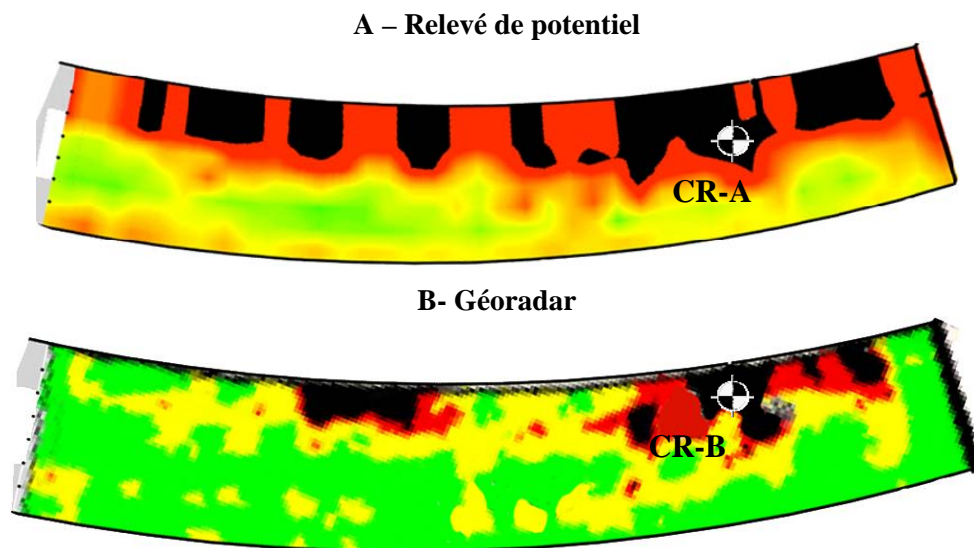 A – Relevé de potentiel
CR-A
B- Géoradar
CR-B